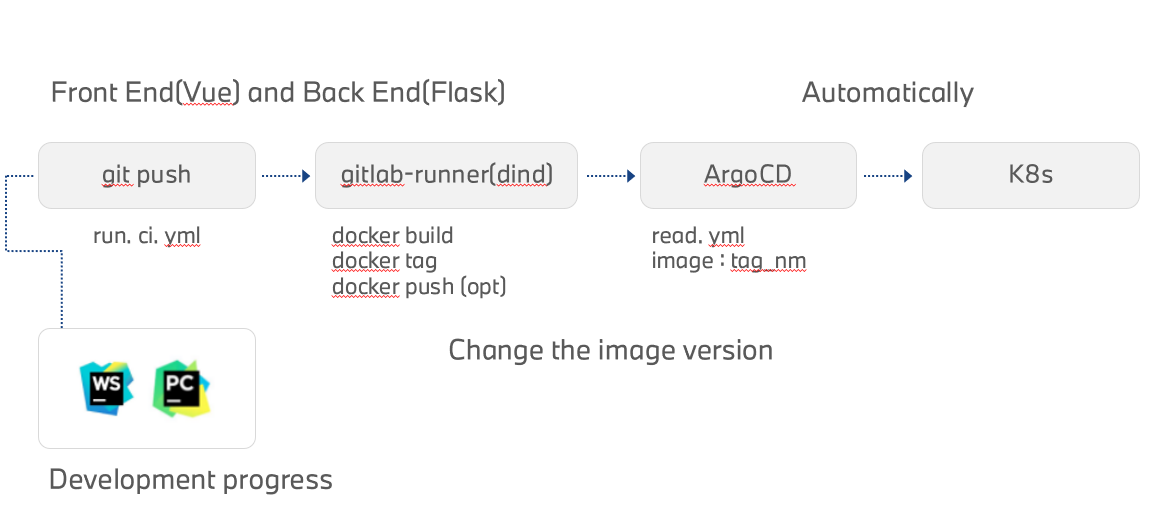 Front End(Vue) and Back End(Flask)
Automatically
git push
gitlab-runner(dind)
ArgoCD
K8s
run. ci. yml
docker build
docker tag
docker push (opt)
read. yml
image : tag_nm
Change the image version
WS
PC
Development progress